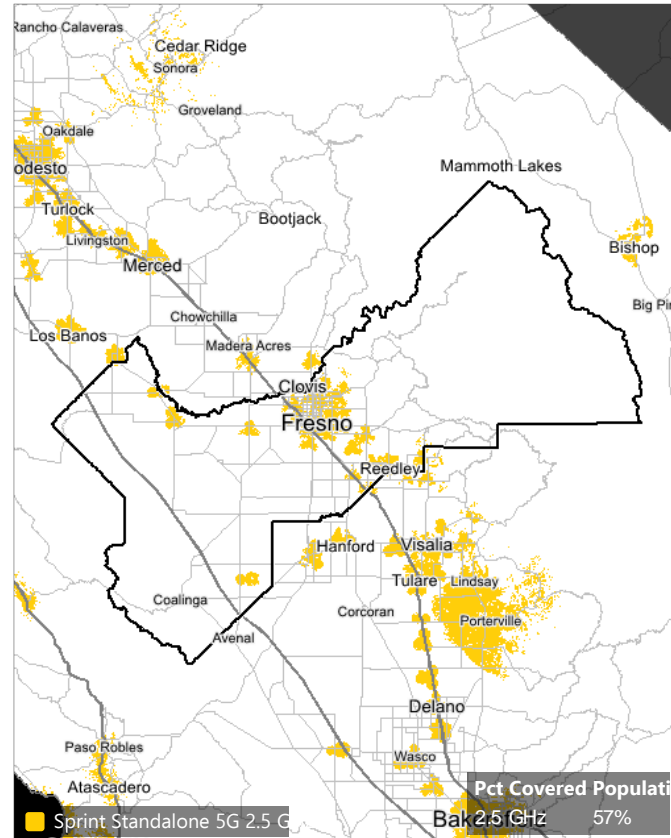 Rancho Calaveras
Cedar Ridge
Sonora
Groveland
Oakdale
odesto
Mammoth Lakes
Turlock
Bootjack
Livingston
Bishop
Merced
Big Pin
Chowchilla
Los Banos
Madera Acres
Clovis
Fresno
Reedley
Hanford
Visalia
Tulare
Lindsay
Coalinga
Corcoran
Porterville
Avenal
Delano
Paso Robles
Wasco
Atascadero
Pct Covered Populati
Sprint Standalone 5G 2.5 G
2.5 GHz 57%